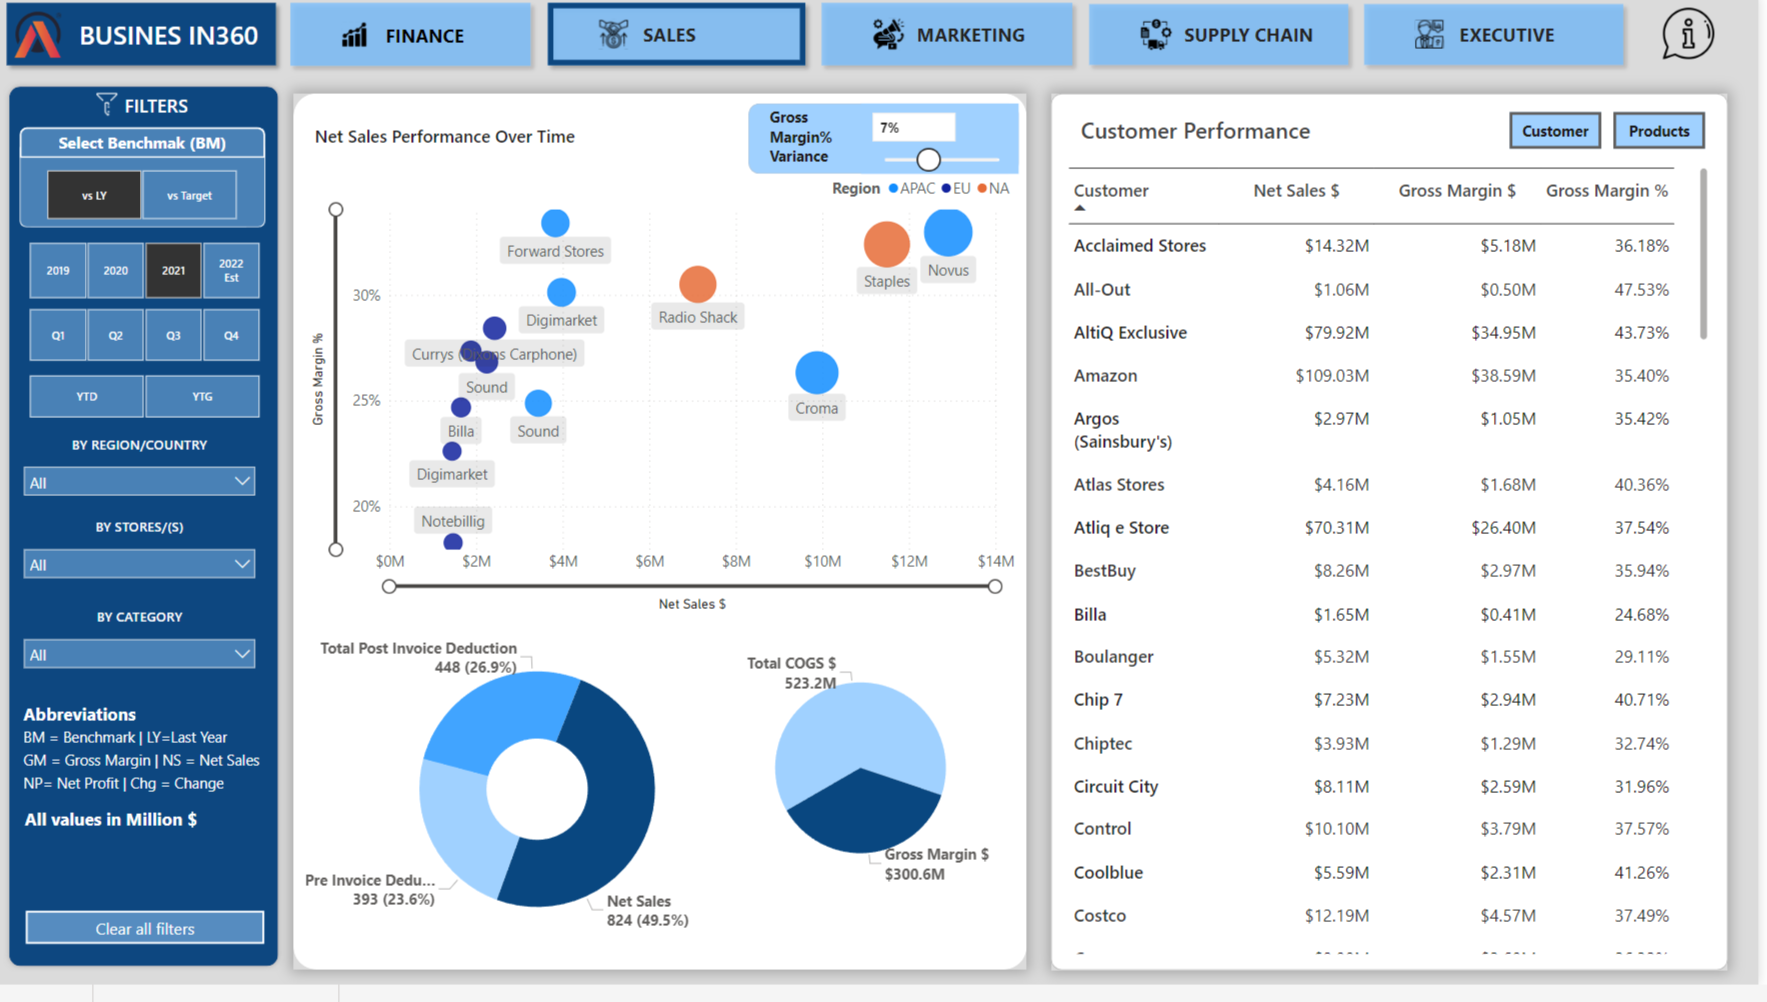 BUSINES IN360
FINANCE
SALES
MARKETING
SUPPLY CHAIN
EXECUTIVE
FILTERS
Select Benchmak (BM)
vs LY
vs Target
2019
2020
2021
2022
Est
Q1
Q2
Q3
Q4
YTD
YTG
BY REGION/COUNTRY
All
BY STORES/(S)
All
BY CATEGORY
All
Abbreviations
BM = Benchmark | LY=Last Year
GM = Gross Margin | NS = Net Sales
NP= Net Profit | Chg = Change
All values in Million $
Clear all filters
Net Sales Performance Over Time
Gross
Margin%
Variance
7%
Region APAC EU NA
Gross Margin %
30%
25%
20%
Forward Stores
Digimarket
Currys (Dixons Carphone)
Sound
Billa
Sound
Digimarket
Notebillig
Radio Shack
Staples
Novus
Croma
$0M $2M $4M $6M $8M $10M $12M $14M
Net Sales $
Total Post Invoice Deduction
448 (26.9%)
Pre Invoice Dedu...
393 (23.6%)
Net Sales
824 (49.5%)
Total COGS $
523.2M
Gross Margin $
$300.6M
Customer Performance
Customer
Products
Customer Net Sales $ Gross Margin $ Gross Margin %
Acclaimed Stores $14.32M $5.18M 36.18%
All-Out $1.06M $0.50M 47.53%
AltiQ Exclusive $79.92M $34.95M 43.73%
Amazon $109.03M $38.59M 35.40%
Argos $2.97M $1.05M 35.42%
(Sainsbury's)
Atlas Stores $4.16M $1.68M 40.36%
Atliq e Store $70.31M $26.40M 37.54%
BestBuy $8.26M $2.97M 35.94%
Billa $1.65M $0.41M 24.68%
Boulanger $5.32M $1.55M 29.11%
Chip 7 $7.23M $2.94M 40.71%
Chiptec $3.93M $1.29M 32.74%
Circuit City $8.11M $2.59M 31.96%
Control $10.10M $3.79M 37.57%
Coolblue $5.59M $2.31M 41.26%
Costco $12.19M $4.57M 37.49%